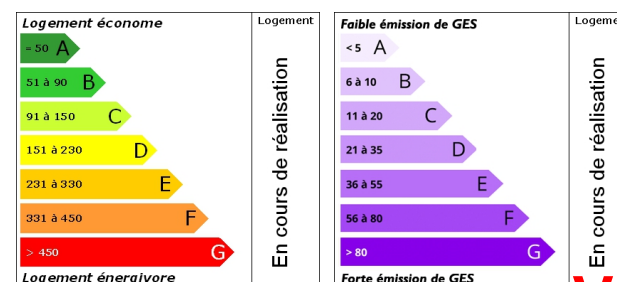 Logement économe
Logement
= 50 A
51 à 90 B
91 à 150 C
151 à 230 D
231 à 330 E
331 à 450 F
> 450 G
Logement énergivore
En cours de réalisation
Faible émission de GES
Logeme
< 5 A
6 à 10 B
11 à 20 C
21 à 35 D
36 à 55 E
56 à 80 F
> 80 G
Forte émission de GES
En cours de réalisation